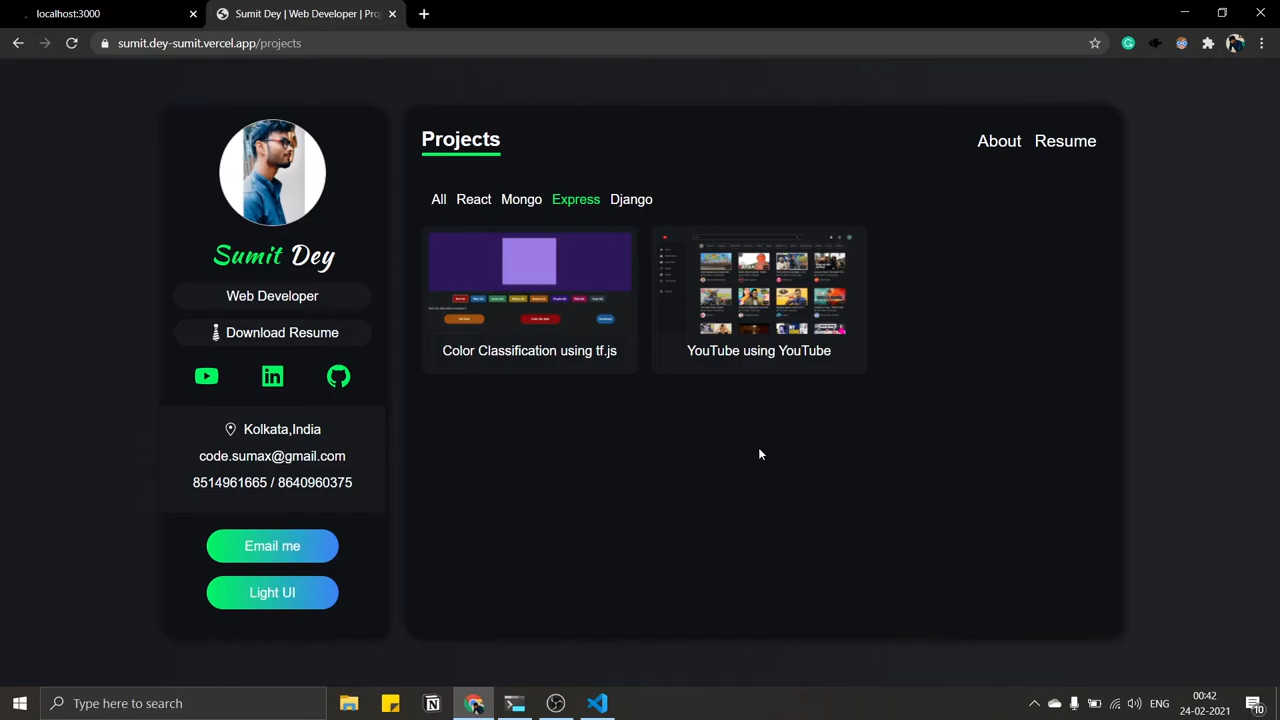 localhost:3000
Sumit Dey | Web Developer | Pro
sumit.dey-sumit.vercel.app/projects
Sumit Dey
Web Developer
Download Resume
Kolkata,India
code.sumax@gmail.com
8514961665 / 8640960375
Email me
Light UI
Projects
About Resume
All React Mongo Express Django
Color Classification using tf.js
YouTube using YouTube
Type here to search
ENG
00:42
24-02-2021
10